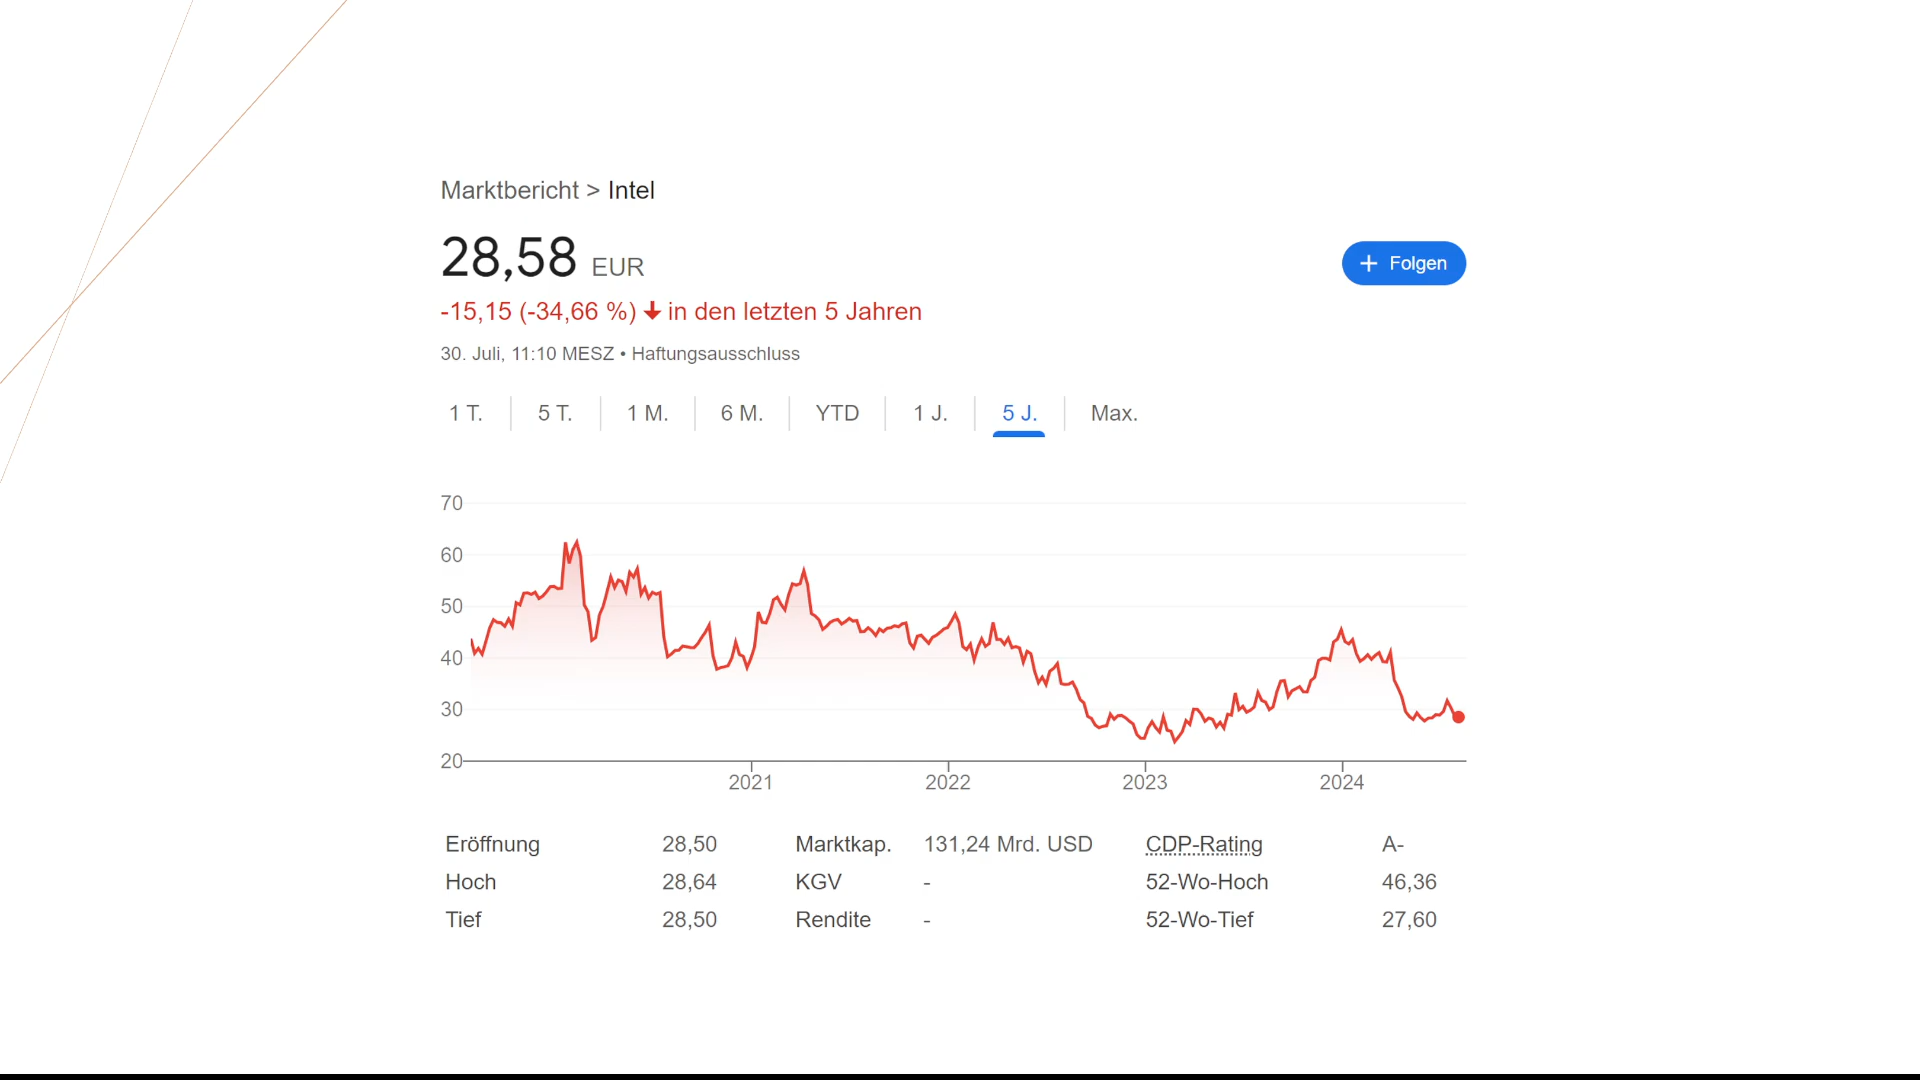 Marktbericht > Intel
28,58 EUR
+ Folgen
-15,15 (-34,66 %) ↓ in den letzten 5 Jahren
30. Juli, 11:10 MESZ • Haftungsausschluss
1 T. 5 T. 1 M. 6 M. YTD 1 J. 5 J. Max.
70
60
50
40
30
20
2021 2022 2023 2024
Eröffnung 28,50 Marktkap. 131,24 Mrd. USD CDP-Rating A-
Hoch 28,64 KGV - 52-Wo-Hoch 46,36
Tief 28,50 Rendite - 52-Wo-Tief 27,60